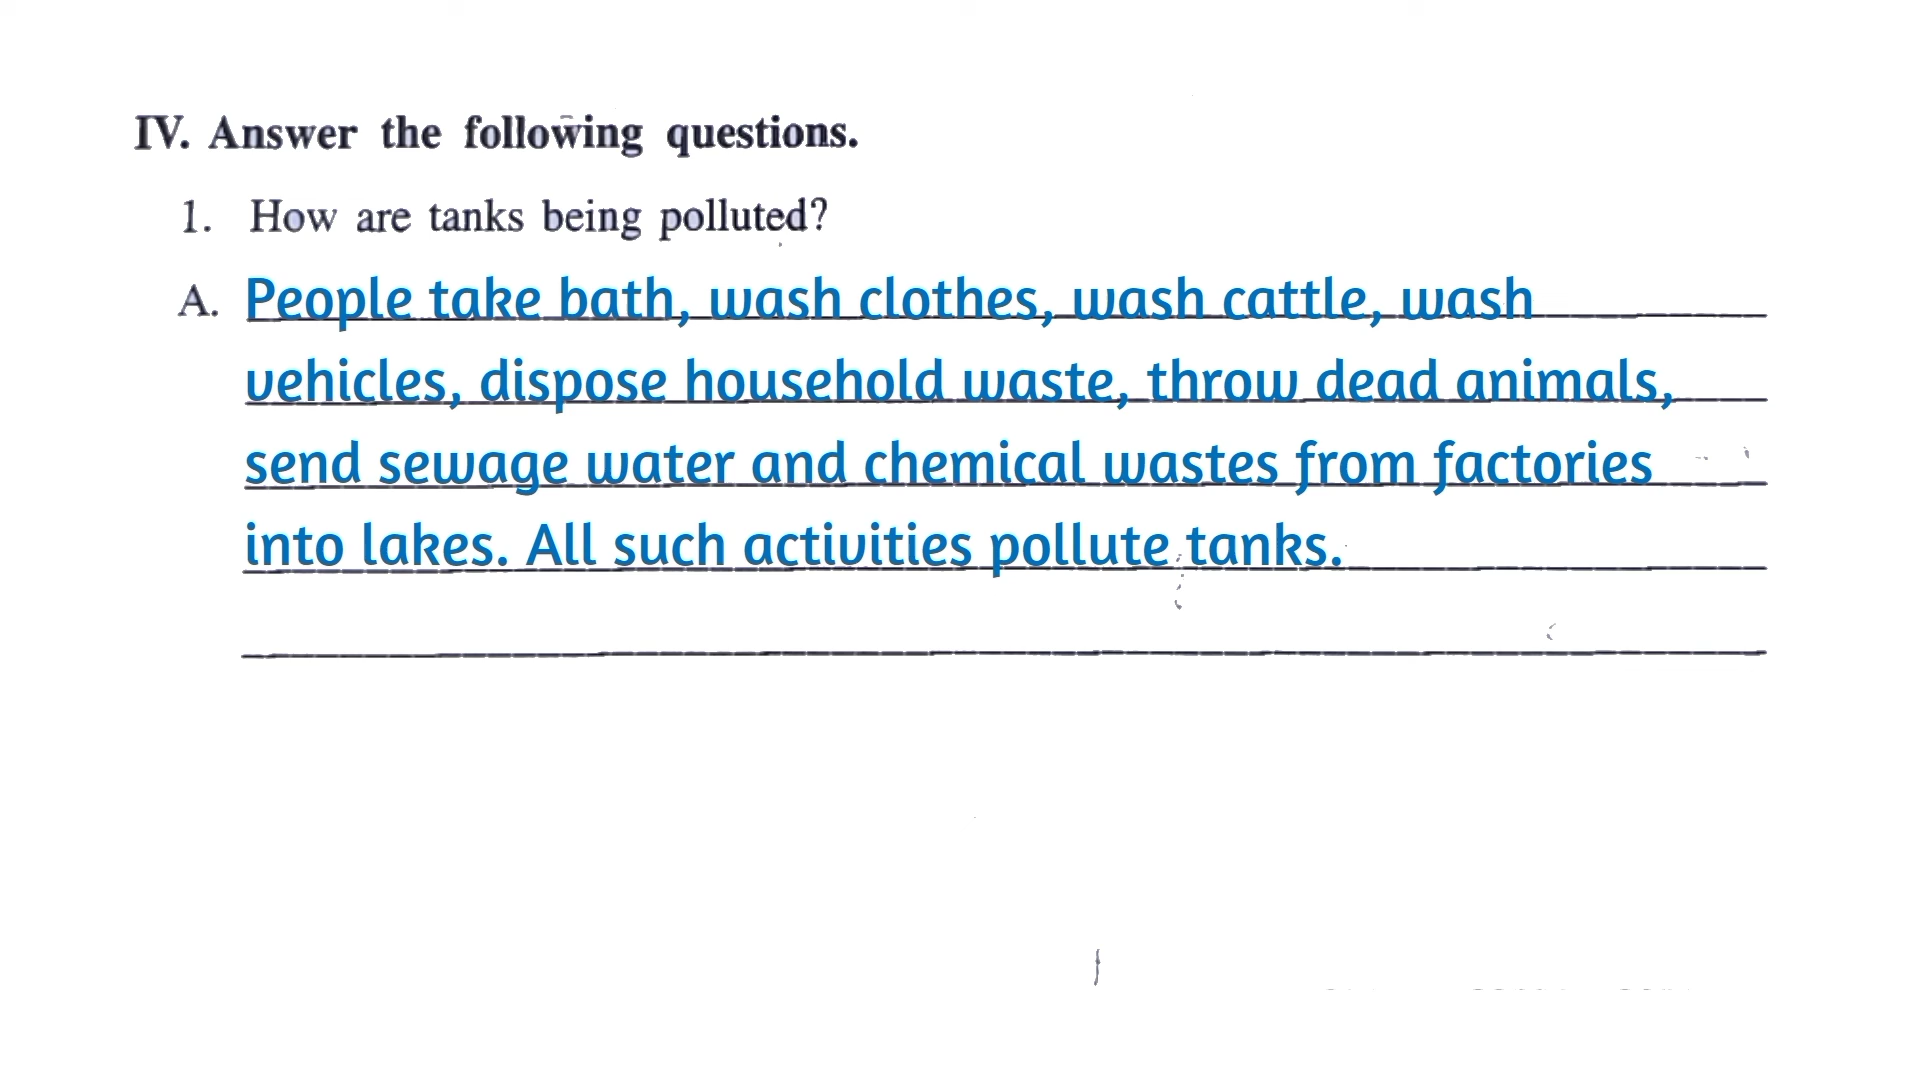 IV. Answer the following questions.
1. How are tanks being polluted?
A. People take bath, wash clothes, wash cattle, wash
vehicles, dispose household waste, throw dead animals,
send sewage water and chemical wastes from factories
into lakes. All such activities pollute tanks.